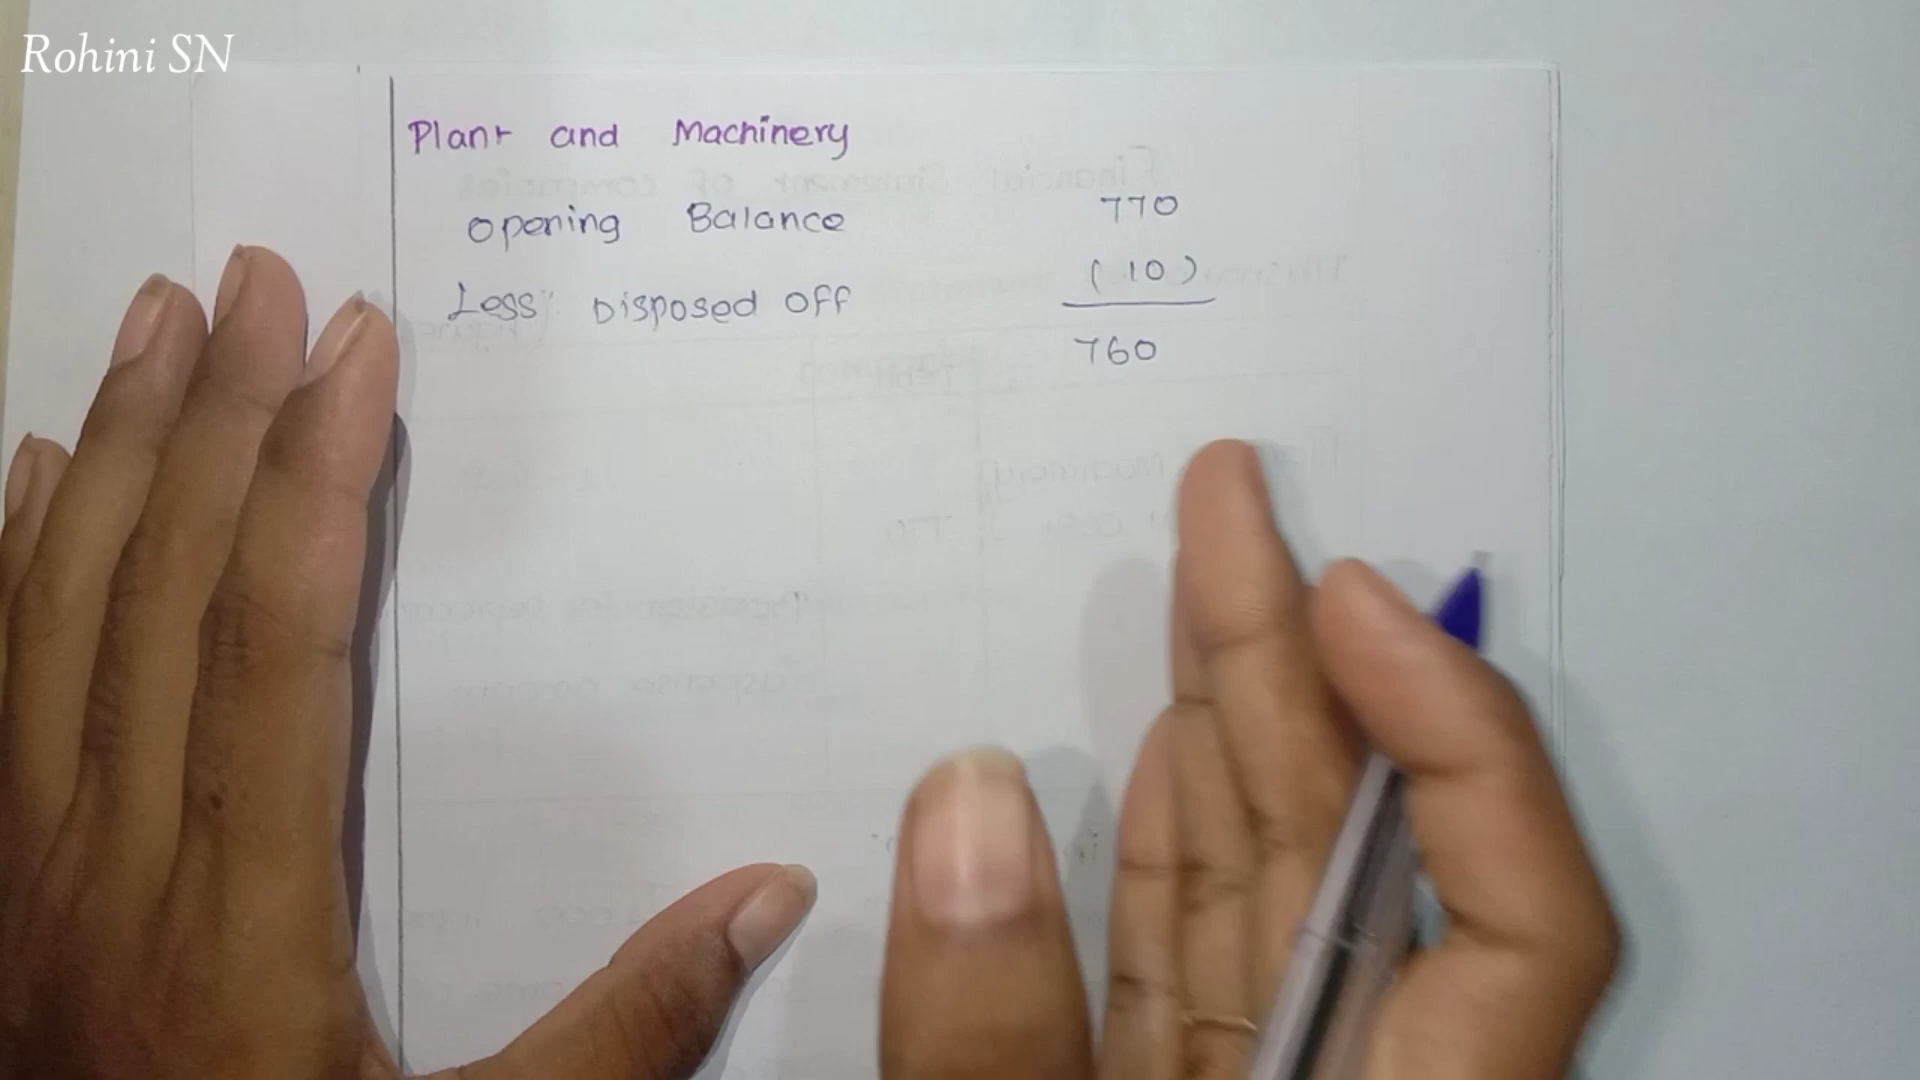 Rohini SN
Plant and Machinery
Opening Balance 770
Less: Disposed off (10)
760